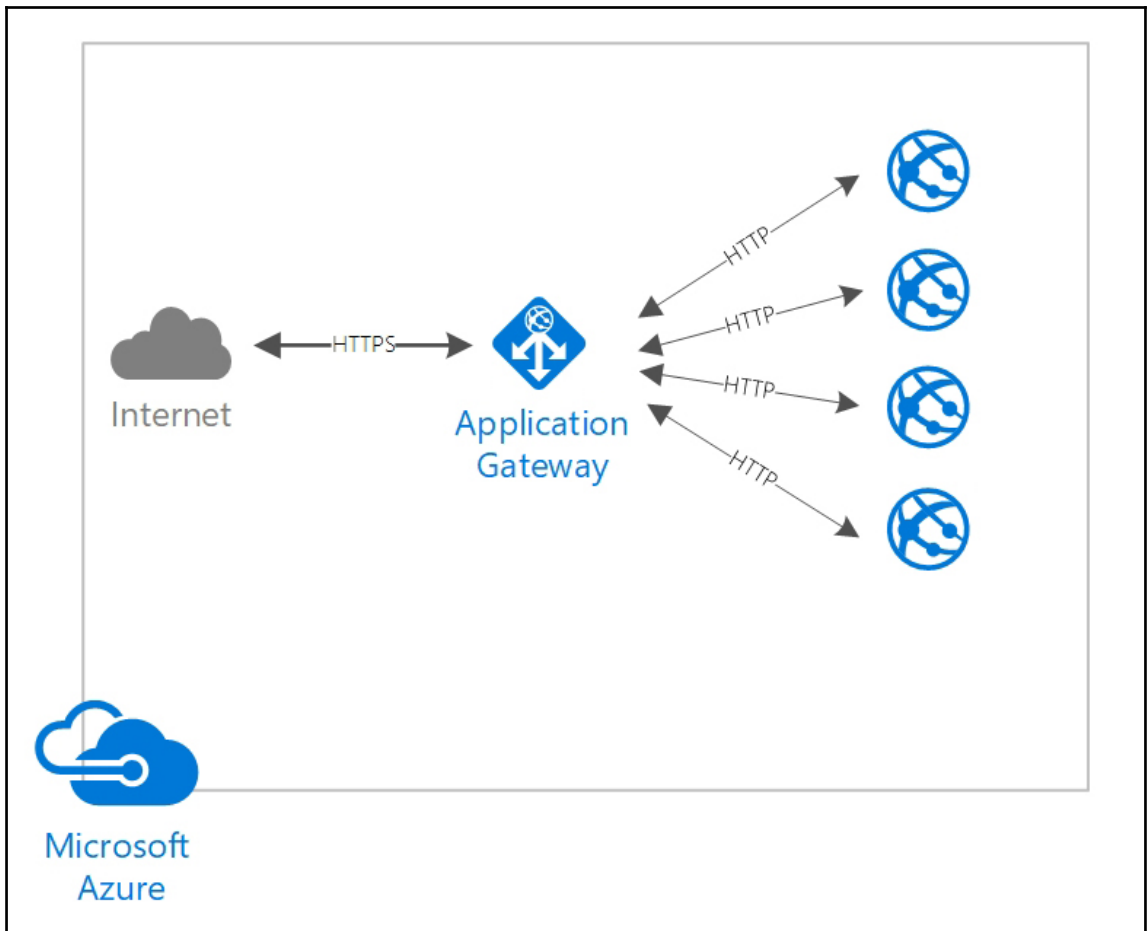 HTTP
HTTP
HTTPS
Internet
HTTP
Application
Gateway
HTTP
Microsoft
Azure